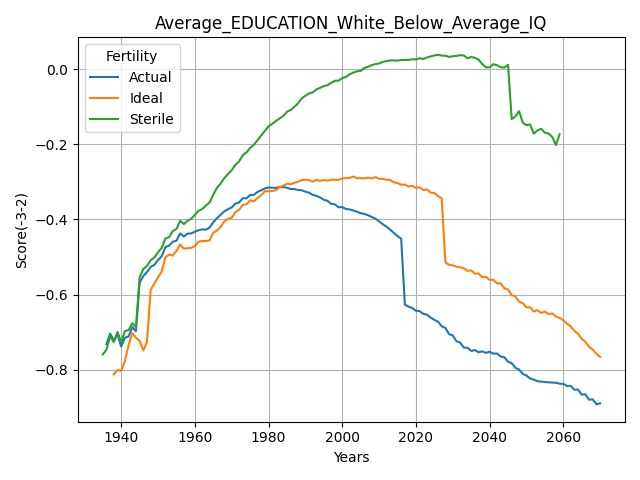 Average_EDUCATION_White_Below_Average_IQ
Fertility
Actual
Ideal
Sterile
Score(-3-2)
0.0
−0.2
−0.4
−0.6
−0.8
1940 1960 1980 2000 2020 2040 2060
Years